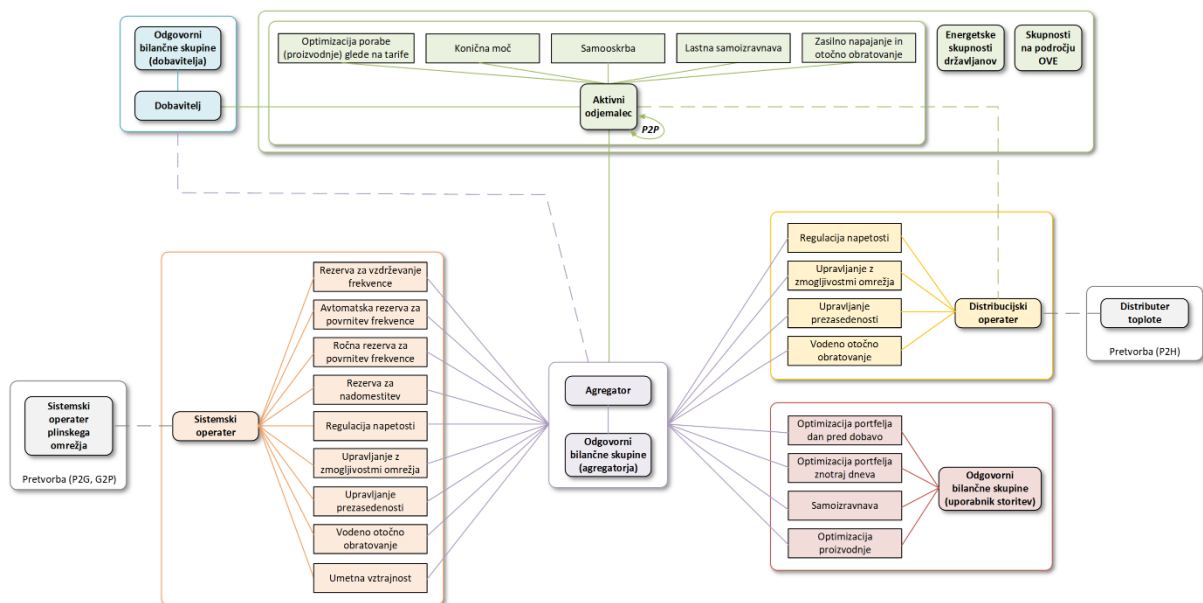 Odgovorni
bilančne skupine
(dobavitelja)
Dobavitelj
Optimizacija porabe
(proizvodnje) glede na tarife
Konična moč
Samooskrba
Lastna samoizravnava
Zasilno napajanje in
otočno obratovanje
Aktivni
odjemalec
P2P
Energetske
skupnosti
državljanov
Skupnosti
na področju
OVE
Sistemski
operater
plinskega
omrežja
Pretvorba (P2G, G2P)
Sistemski
operater
Rezerva za vzdrževanje
frekvence
Avtomatska rezerva za
povrnitev frekvence
Ročna rezerva za
povrnitev frekvence
Rezerva za
nadomestitev
Regulacija napetosti
Upravljanje z
zmogljivostmi omrežja
Upravljanje
prezasedenosti
Vodeno otočno
obratovanje
Umetna vztrajnost
Agregator
Odgovorni
bilančne skupine
(agregatorja)
Regulacija napetosti
Upravljanje z
zmogljivostmi omrežja
Upravljanje
prezasedenosti
Vodeno otočno
obratovanje
Distribucijski
operater
Distributer
toplote
Pretvorba (P2H)
Optimizacija portfelja
dan pred dobavo
Optimizacija portfelja
znotraj dneva
Samoizravnava
Optimizacija
proizvodnje
Odgovorni
bilančne skupine
(uporabnik storitev)